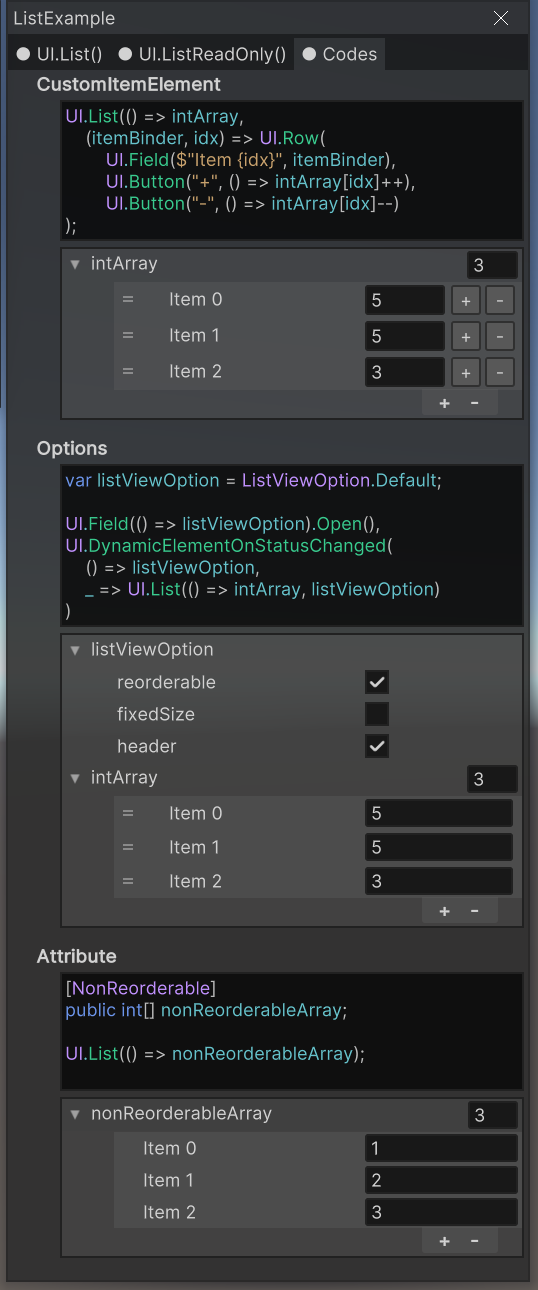 ListExample
UI.List() UI.ListReadOnly() Codes
CustomItemElement
UI.List(() => intArray,
(itemBinder, idx) => UI.Row(
UI.Field($"Item {idx}", itemBinder),
UI.Button("+", () => intArray[idx]++),
UI.Button("-", () => intArray[idx]--)
);
intArray 3
= Item 0 5 + -
= Item 1 5 + -
= Item 2 3 + -
+ -
Options
var listViewOption = ListViewOption.Default;
UI.Field(() => listViewOption).Open(),
UI.DynamicElementOnStatusChanged(
() => listViewOption,
_ => UI.List(() => intArray, listViewOption)
)
listViewOption
reorderable
fixedSize
header
intArray 3
= Item 0 5
= Item 1 5
= Item 2 3
+ -
Attribute
[NonReorderable]
public int[] nonReorderableArray;
UI.List(() => nonReorderableArray);
nonReorderableArray 3
Item 0 1
Item 1 2
Item 2 3
+ -